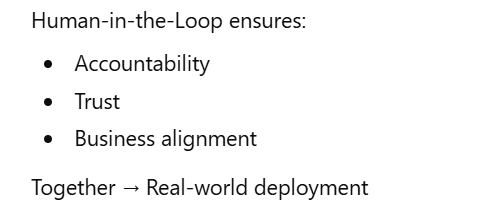 Human-in-the-Loop ensures:
• Accountability
• Trust
• Business alignment
Together → Real-world deployment